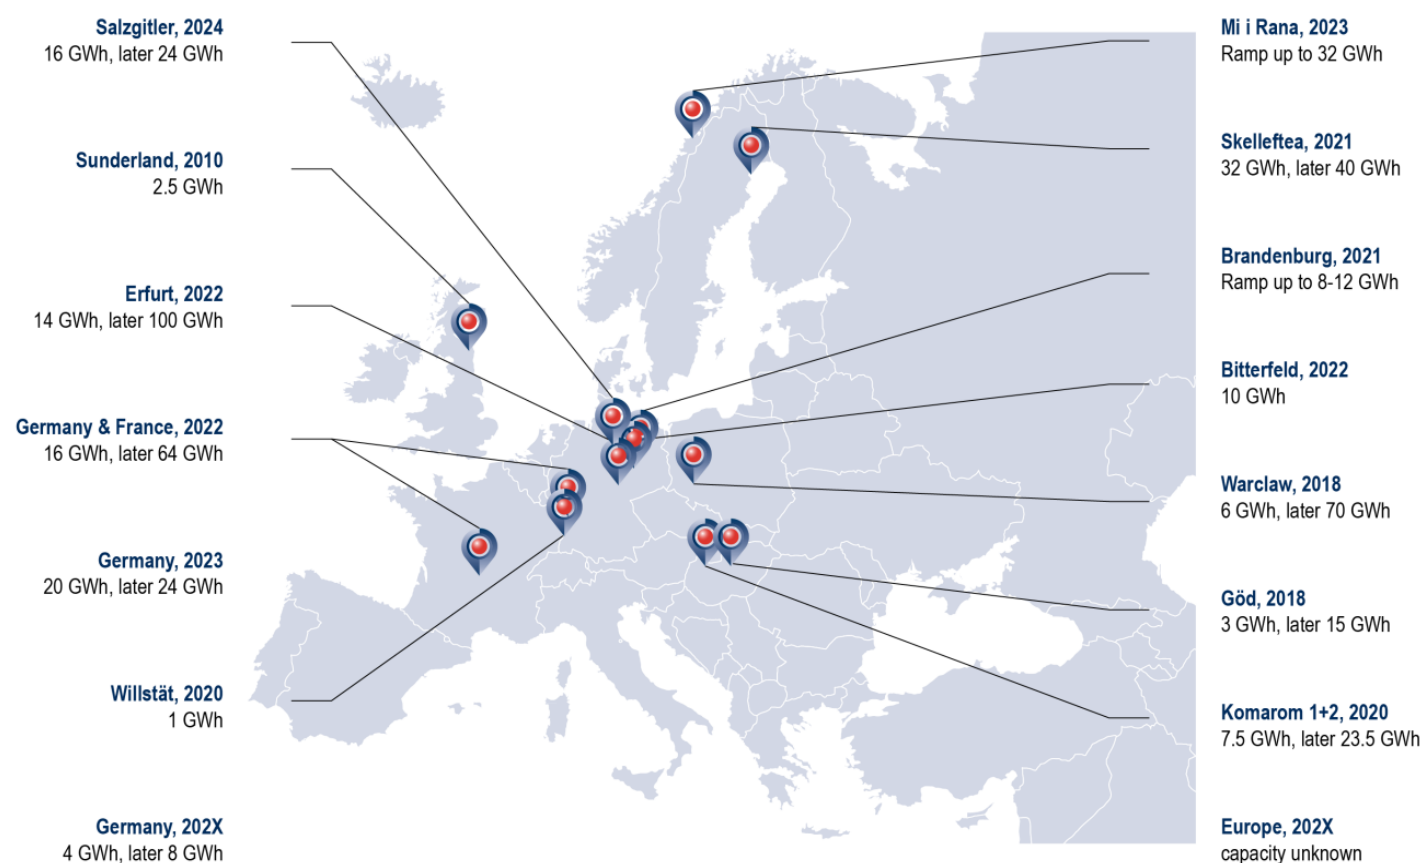 Salzgitler, 2024
16 GWh, later 24 GWh
Sunderland, 2010
2.5 GWh
Erfurt, 2022
14 GWh, later 100 GWh
Germany & France, 2022
16 GWh, later 64 GWh
Germany, 2023
20 GWh, later 24 GWh
Willstät, 2020
1 GWh
Germany, 202X
4 GWh, later 8 GWh
Mi i Rana, 2023
Ramp up to 32 GWh
Skelleftea, 2021
32 GWh, later 40 GWh
Brandenburg, 2021
Ramp up to 8-12 GWh
Bitterfeld, 2022
10 GWh
Warclaw, 2018
6 GWh, later 70 GWh
Göd, 2018
3 GWh, later 15 GWh
Komarom 1+2, 2020
7.5 GWh, later 23.5 GWh
Europe, 202X
capacity unknown